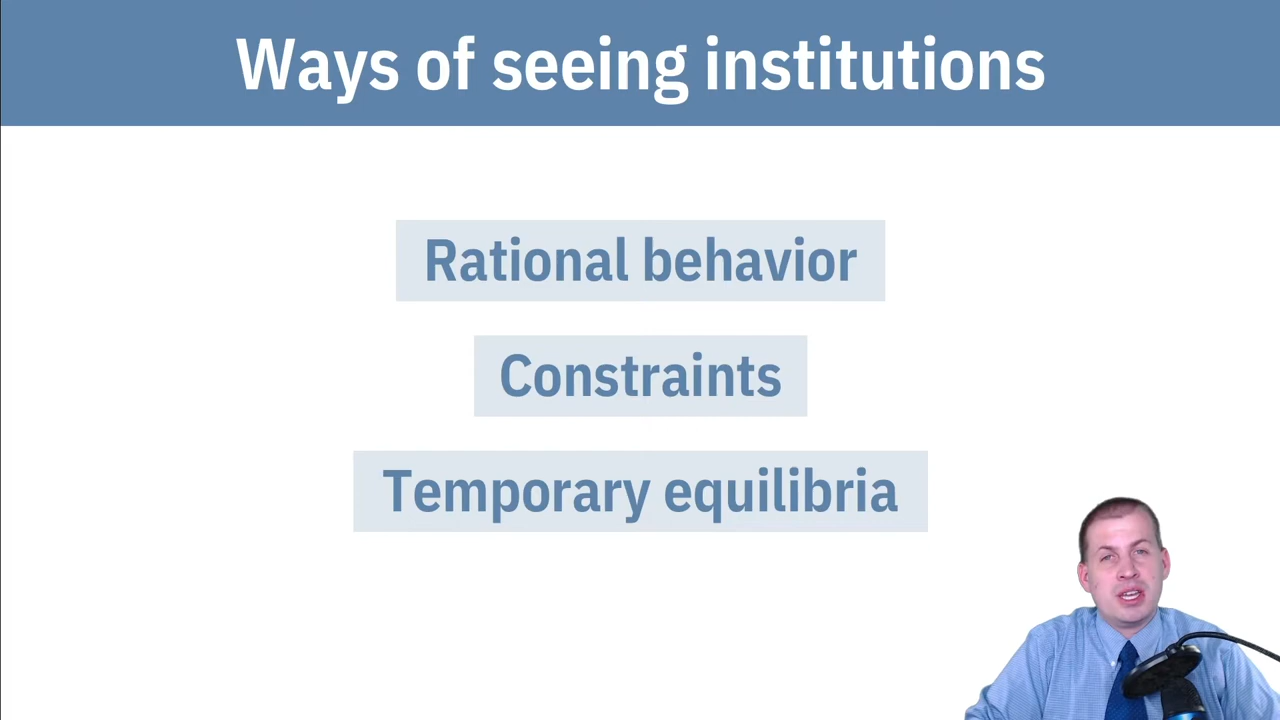 Ways of seeing institutions
Rational behavior
Constraints
Temporary equilibria